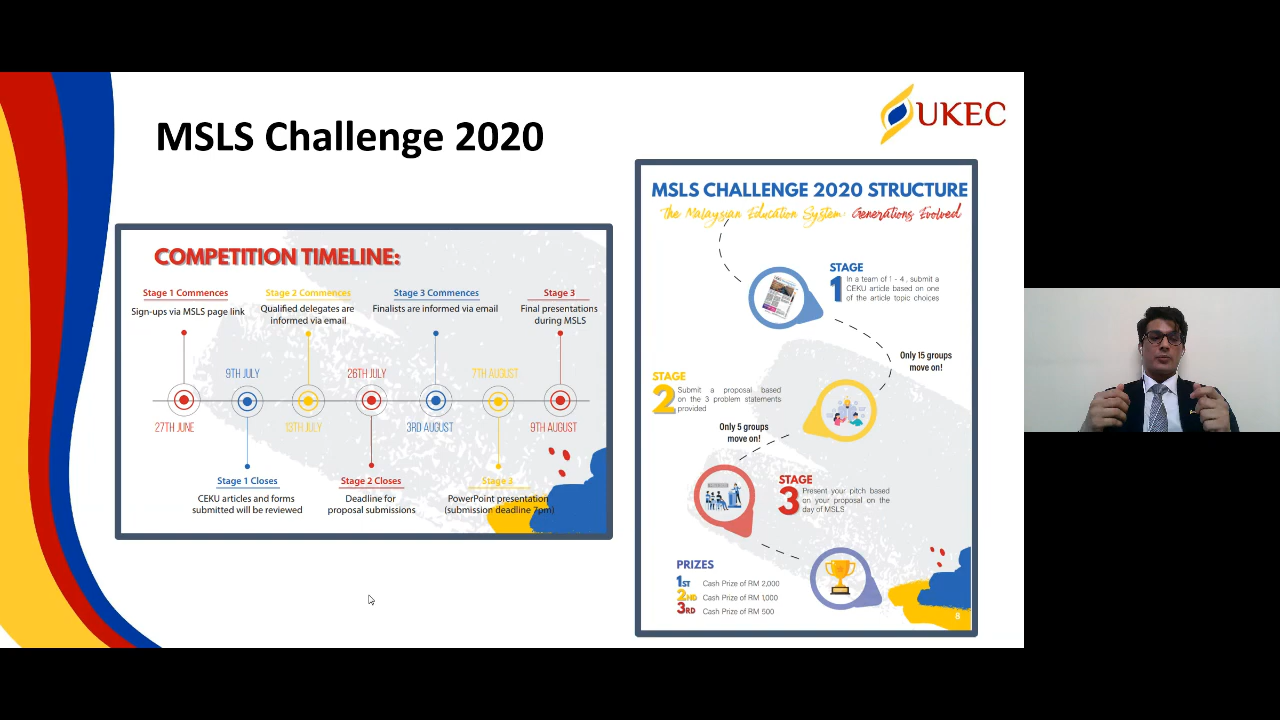 UKEC
MSLS Challenge 2020
COMPETITION TIMELINE:
Stage 1 Commences
Sign-ups via MSLS page link
Stage 2 Commences
Qualified delegates are
informed via email
Stage 3 Commences
Finalists are informed via email
Stage 3
Final presentations
during MSLS
27TH JUNE
9TH JULY
13TH JULY
26TH JULY
3RD AUGUST
7TH AUGUST
9TH AUGUST
Stage 1 Closes
CEKU articles and forms
submitted will be reviewed
Stage 2 Closes
Deadline for
proposal submissions
Stage 3
PowerPoint presentation
(submission deadline 7pm)
MSLS CHALLENGE 2020 STRUCTURE
The Malaysian Education System: Generations Evolved
STAGE
1
In a team of 1 - 4, submit a
CEKU article based on one
of the article topic choices
Only 15 groups
move on!
STAGE
2
Submit a proposal based
on the 3 problem statements
provided
Only 5 groups
move on!
STAGE
3
Present your pitch based
on your proposal on the
day of MSLS
PRIZES
1ST Cash Prize of RM 2,000
2ND Cash Prize of RM 1,000
3RD Cash Prize of RM 500
8